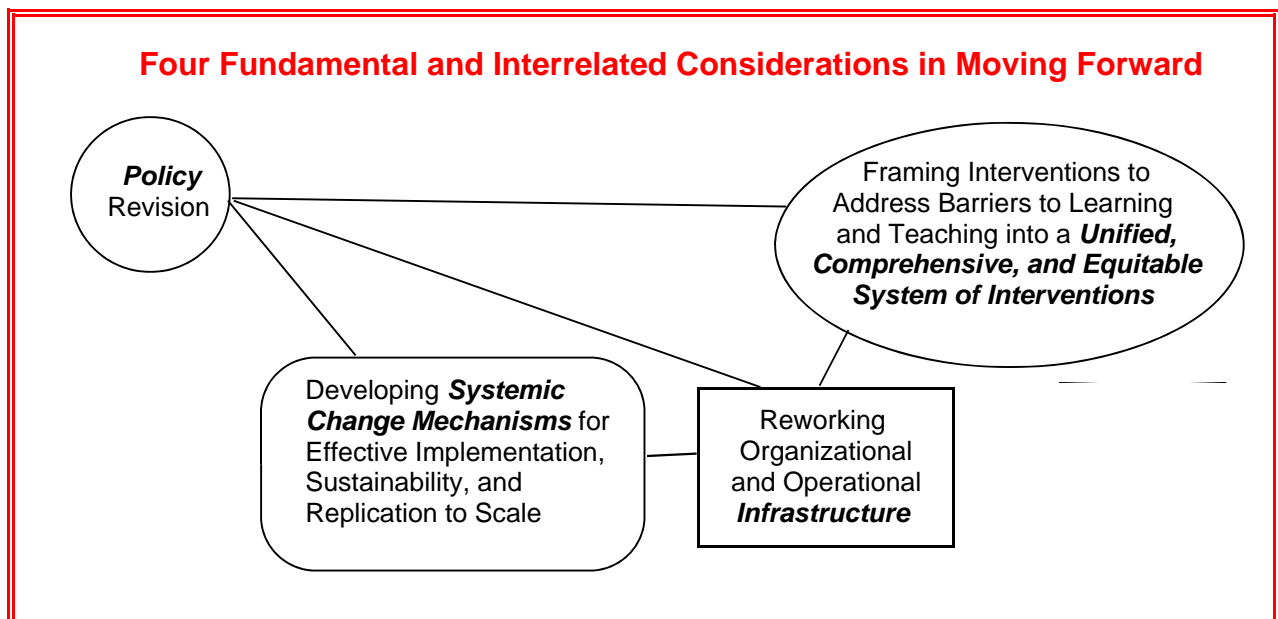 Four Fundamental and Interrelated Considerations in Moving Forward
Policy
Revision
Framing Interventions to
Address Barriers to Learning
and Teaching into a Unified,
Comprehensive, and Equitable
System of Interventions
Developing Systemic
Change Mechanisms for
Effective Implementation,
Sustainability, and
Replication to Scale
Reworking
Organizational
and Operational
Infrastructure